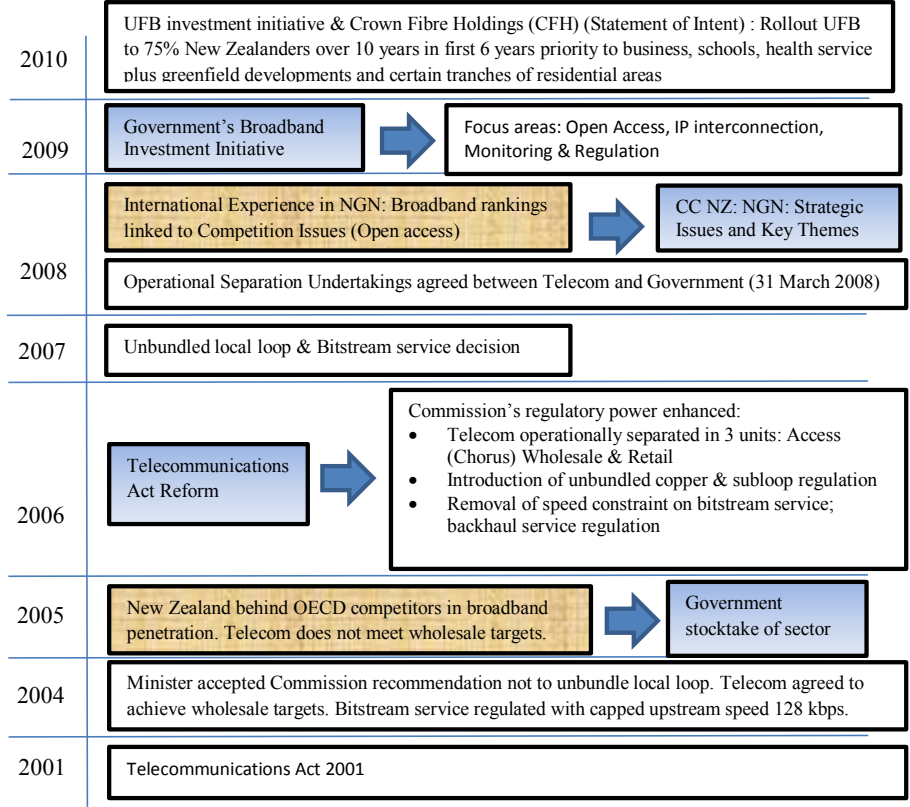 2010
UFB investment initiative & Crown Fibre Holdings (CFH) (Statement of Intent) : Rollout UFB
to 75% New Zealanders over 10 years in first 6 years priority to business, schools, health service
plus greenfield developments and certain tranches of residential areas
2009
Government's Broadband
Investment Initiative
Focus areas: Open Access, IP interconnection,
Monitoring & Regulation
2008
International Experience in NGN: Broadband rankings
linked to Competition Issues (Open access)
CC NZ: NGN: Strategic
Issues and Key Themes
Operational Separation Undertakings agreed between Telecom and Government (31 March 2008)
2007
Unbundled local loop & Bitstream service decision
2006
Telecommunications
Act Reform
Commission's regulatory power enhanced:
• Telecom operationally separated in 3 units: Access
(Chorus) Wholesale & Retail
• Introduction of unbundled copper & subloop regulation
• Removal of speed constraint on bitstream service;
backhaul service regulation
2005
New Zealand behind OECD competitors in broadband
penetration. Telecom does not meet wholesale targets.
Government
stocktake of sector
2004
Minister accepted Commission recommendation not to unbundle local loop. Telecom agreed to
achieve wholesale targets. Bitstream service regulated with capped upstream speed 128 kbps.
2001
Telecommunications Act 2001